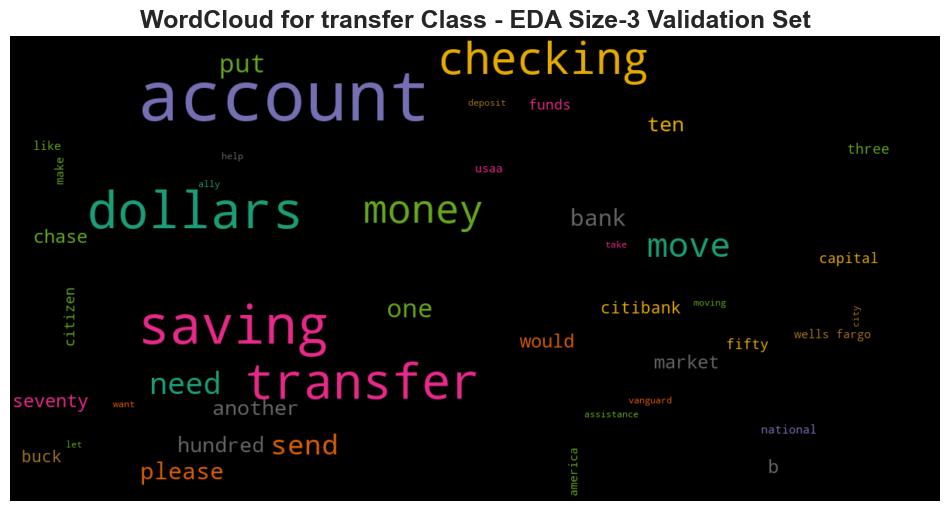 WordCloud for transfer Class - EDA Size-3 Validation Set
put
checking
account
deposit
funds
ten
like
make
help
three
usaa
ally
dollars
money
bank
move
take
chase
capital
citizen
saving
one
citibank
moving
city
would
fifty
wells fargo
market
need
transfer
seventy
want
another
vanguard
assistance
let
hundred
send
national
buck
please
america
b